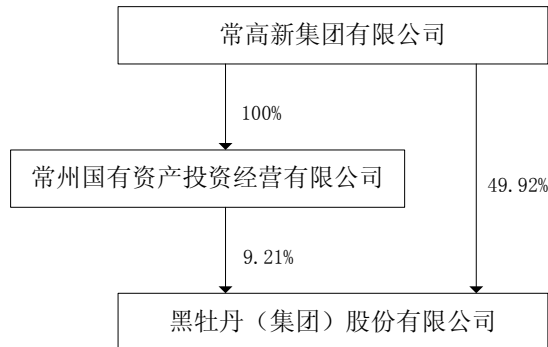 常高新集团有限公司
100%
常州国有资产投资经营有限公司
49.92%
9.21%
黑牡丹（集团）股份有限公司